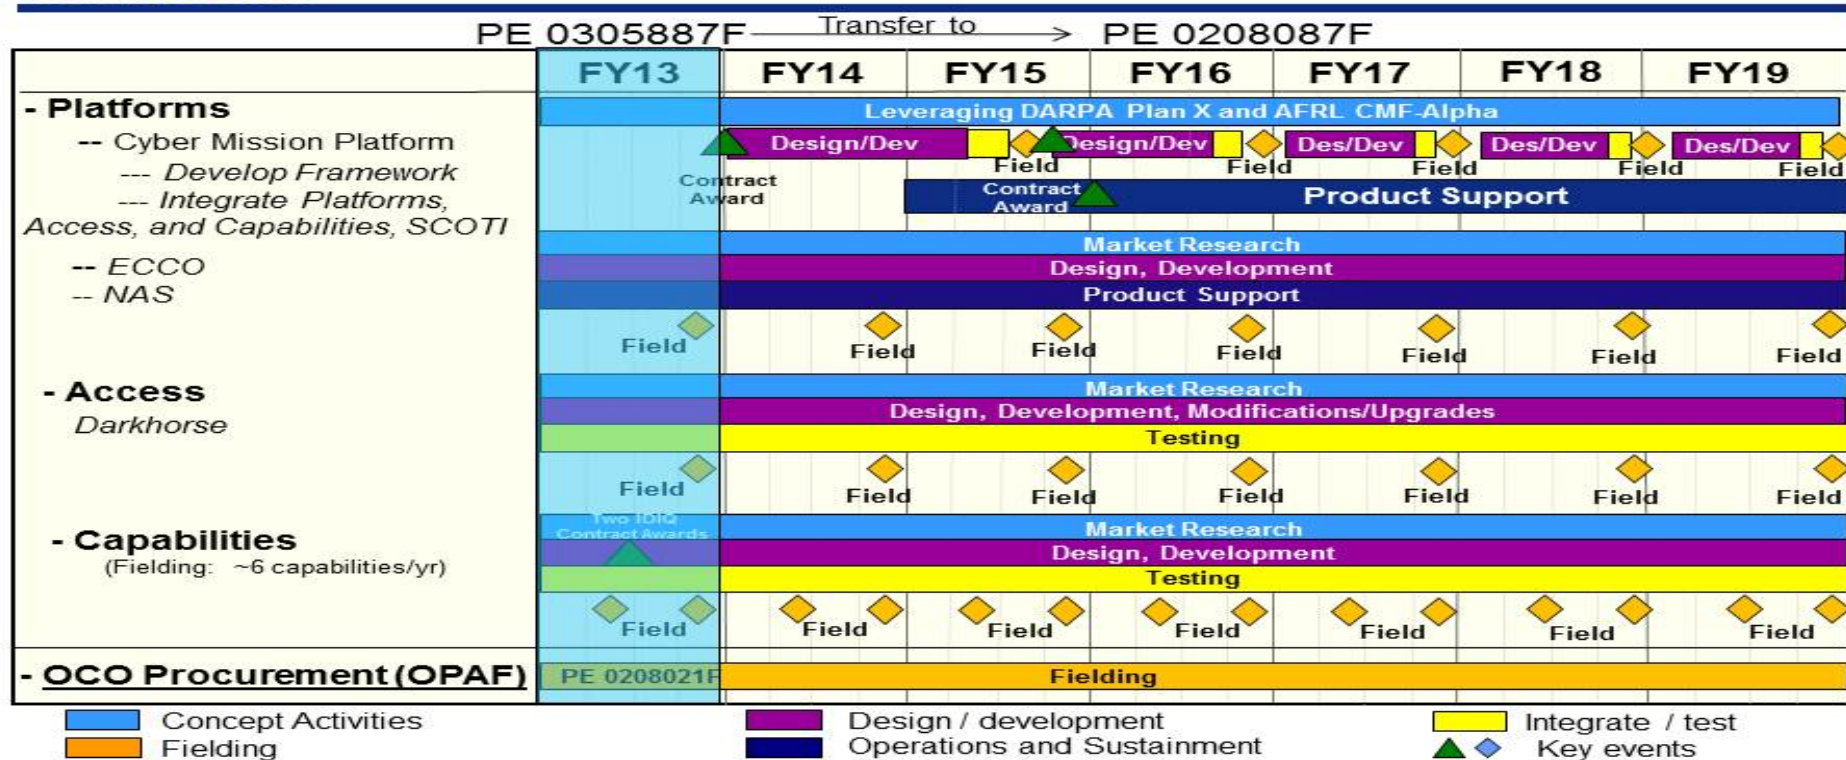 PE 0305887F Transfer to PE 0208087F
FY13 FY14 FY15 FY16 FY17 FY18 FY19
- Platforms
Leveraging DARPA Plan X and AFRL CMF-Alpha
-- Cyber Mission Platform
Design/Dev Design/Dev Des/Dev Des/Dev Des/Dev
Field Field Field Field Field
--- Develop Framework
Contract
Award
--- Integrate Platforms,
Contract
Award
Product Support
Access, and Capabilities, SCOTI
Market Research
-- ECCO
Design, Development
-- NAS
Product Support
Field Field Field Field Field Field Field
- Access
Market Research
Darkhorse
Design, Development, Modifications/Upgrades
Testing
Field Field Field Field Field Field Field
Two IDIQ
Contract Awards
Market Research
- Capabilities
Design, Development
(Fielding: ~6 capabilities/yr)
Testing
Field Field Field Field Field Field Field
- OCO Procurement (OPAF)
PE 0208021F
Fielding
Concept Activities
Design / development
Integrate / test
Fielding
Operations and Sustainment
Key events